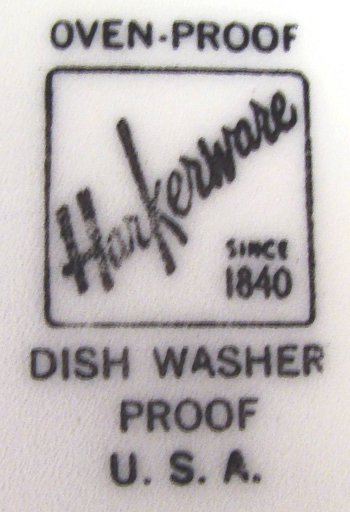 OVEN-PROOF
Harkerware
SINCE
1840
DISH WASHER
PROOF
U. S. A.